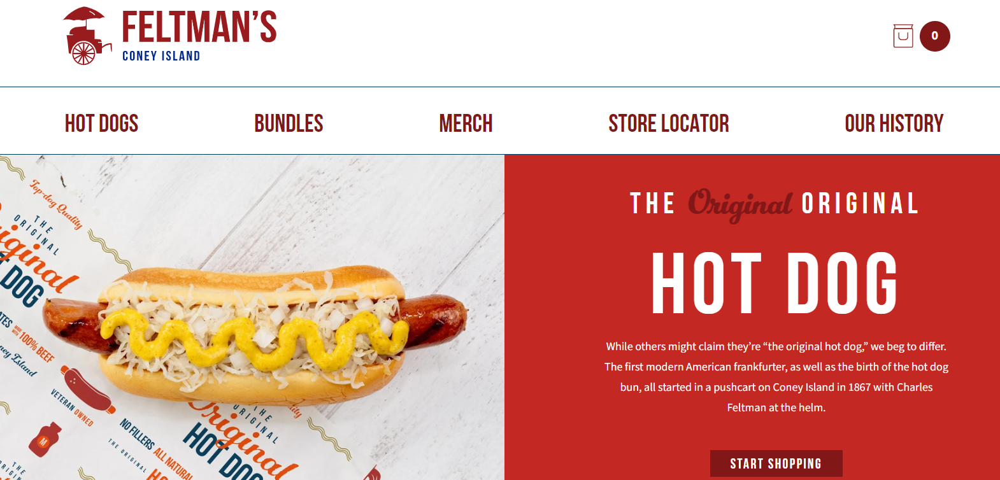 FELTMAN'S
CONEY ISLAND
0
HOT DOGS
BUNDLES
MERCH
STORE LOCATOR
OUR HISTORY
THE Original ORIGINAL
HOT DOG
While others might claim they’re “the original hot dog,” we beg to differ.
The first modern American frankfurter, as well as the birth of the hot dog
bun, all started in a pushcart on Coney Island in 1867 with Charles
Feltman at the helm.
START SHOPPING
Top-dog Quality
THE
ORIGINAL
DOG
100% BEEF
Island
VETERAN OWNED
M
NO FILLERS ALL NATURAL
THE ORIGINAL
THE
ORIGINAL
Original
HOT DOG
THE